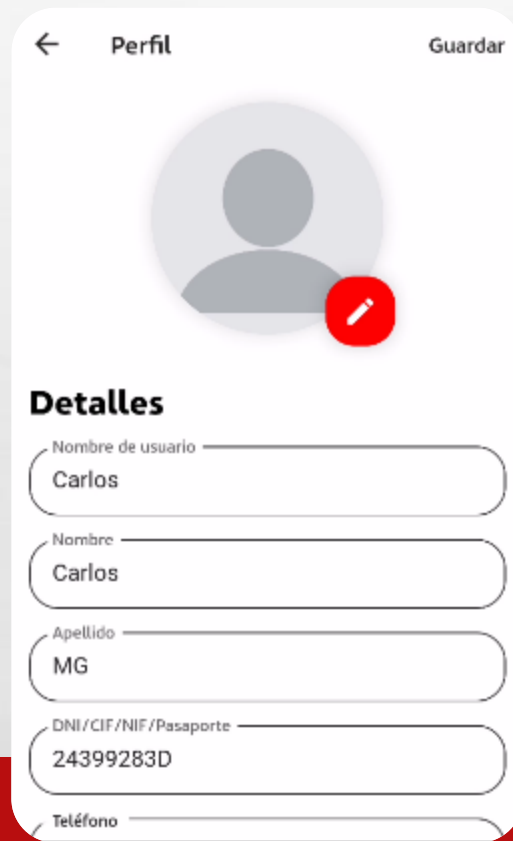 Perfil
Guardar
Detalles
Nombre de usuario
Carlos
Nombre
Carlos
Apellido
MG
DNI/CIF/NIF/Pasaporte
24399283D
Teléfono